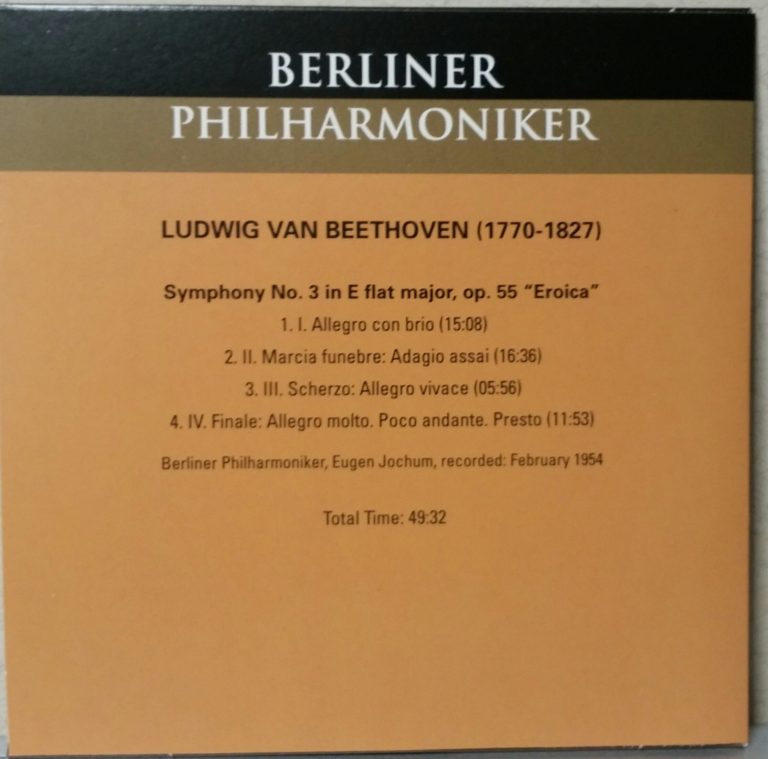 BERLINER
PHILHARMONIKER
LUDWIG VAN BEETHOVEN (1770-1827)
Symphony No. 3 in E flat major, op. 55 “Eroica”
1. I. Allegro con brio (15:08)
2. II. Marcia funebre: Adagio assai (16:36)
3. III. Scherzo: Allegro vivace (05:56)
4. IV. Finale: Allegro molto. Poco andante. Presto (11:53)
Berliner Philharmoniker, Eugen Jochum, recorded: February 1954
Total Time: 49:32